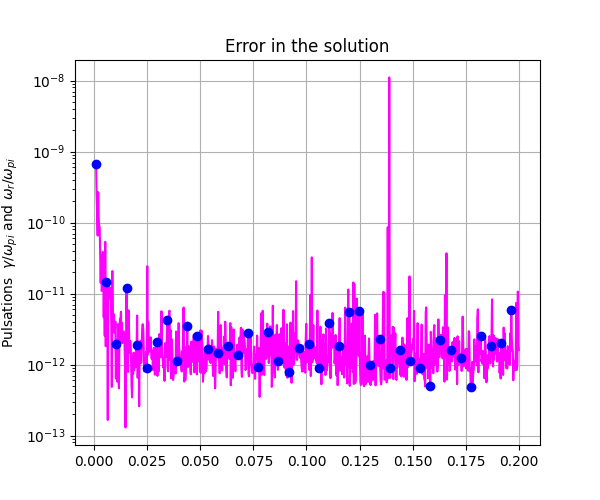 Error in the solution
Pulsations γ/ω_pi and ω_r/ω_pi
10⁻⁸
10⁻⁹
10⁻¹⁰
10⁻¹¹
10⁻¹²
10⁻¹³
0.000 0.025 0.050 0.075 0.100 0.125 0.150 0.175 0.200